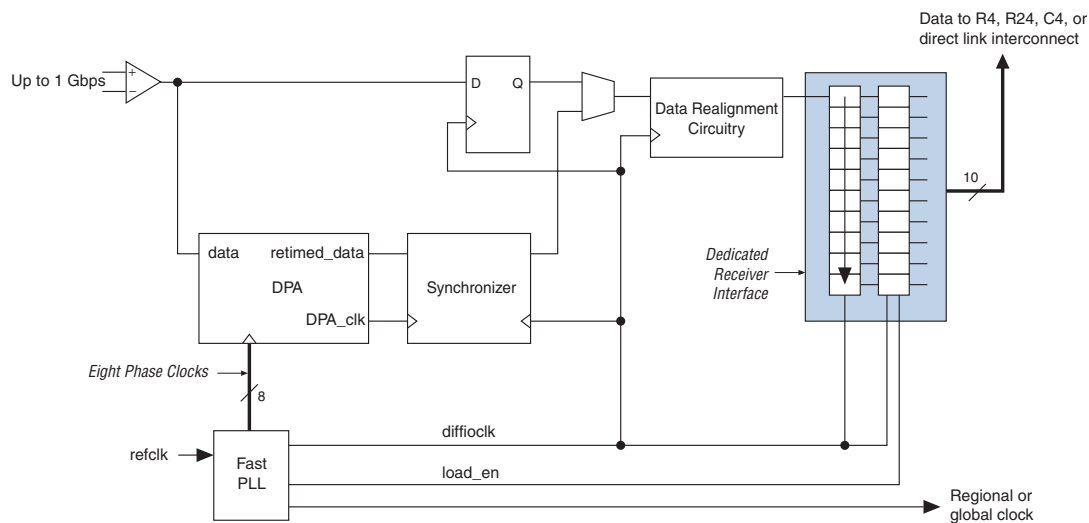 Data to R4, R24, C4, or
direct link interconnect
Up to 1 Gbps
+
−
D Q
Data Realignment
Circuitry
10
data retimed_data
DPA
DPA_clk
Synchronizer
Dedicated
Receiver
Interface
Eight Phase Clocks
8
refclk
Fast
PLL
diffioclk
load_en
Regional or
global clock